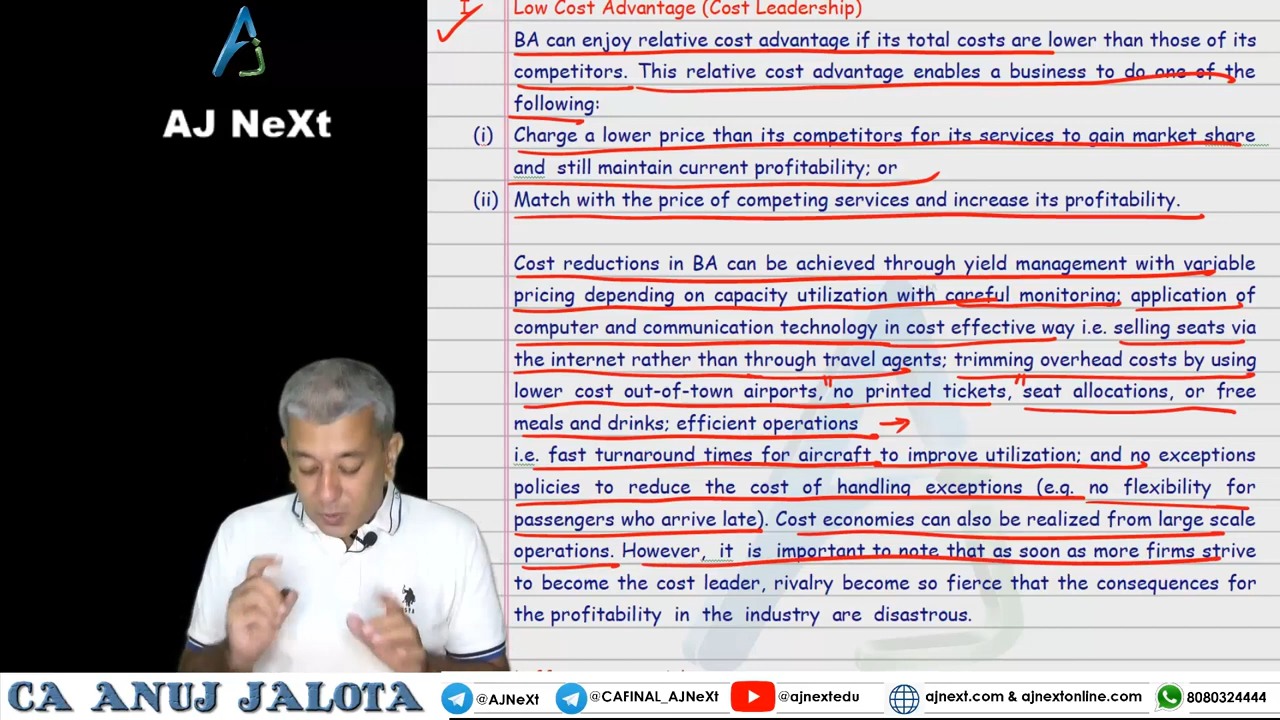 AJ NeXt
I Low Cost Advantage (Cost Leadership)
BA can enjoy relative cost advantage if its total costs are lower than those of its
competitors. This relative cost advantage enables a business to do one of the
following:
(i) Charge a lower price than its competitors for its services to gain market share
and still maintain current profitability; or
(ii) Match with the price of competing services and increase its profitability.
Cost reductions in BA can be achieved through yield management with variable
pricing depending on capacity utilization with careful monitoring; application of
computer and communication technology in cost effective way i.e. selling seats via
the internet rather than through travel agents; trimming overhead costs by using
lower cost out-of-town airports, no printed tickets, seat allocations, or free
meals and drinks; efficient operations
i.e. fast turnaround times for aircraft to improve utilization; and no exceptions
policies to reduce the cost of handling exceptions (e.q. no flexibility for
passengers who arrive late). Cost economies can also be realized from large scale
operations. However, it is important to note that as soon as more firms strive
to become the cost leader, rivalry become so fierce that the consequences for
the profitability in the industry are disastrous.
CA ANUJ JALOTA @AJNeXt @CAFINAL_AJNeXt @ajnextedu ajnext.com & ajnextonline.com 8080324444